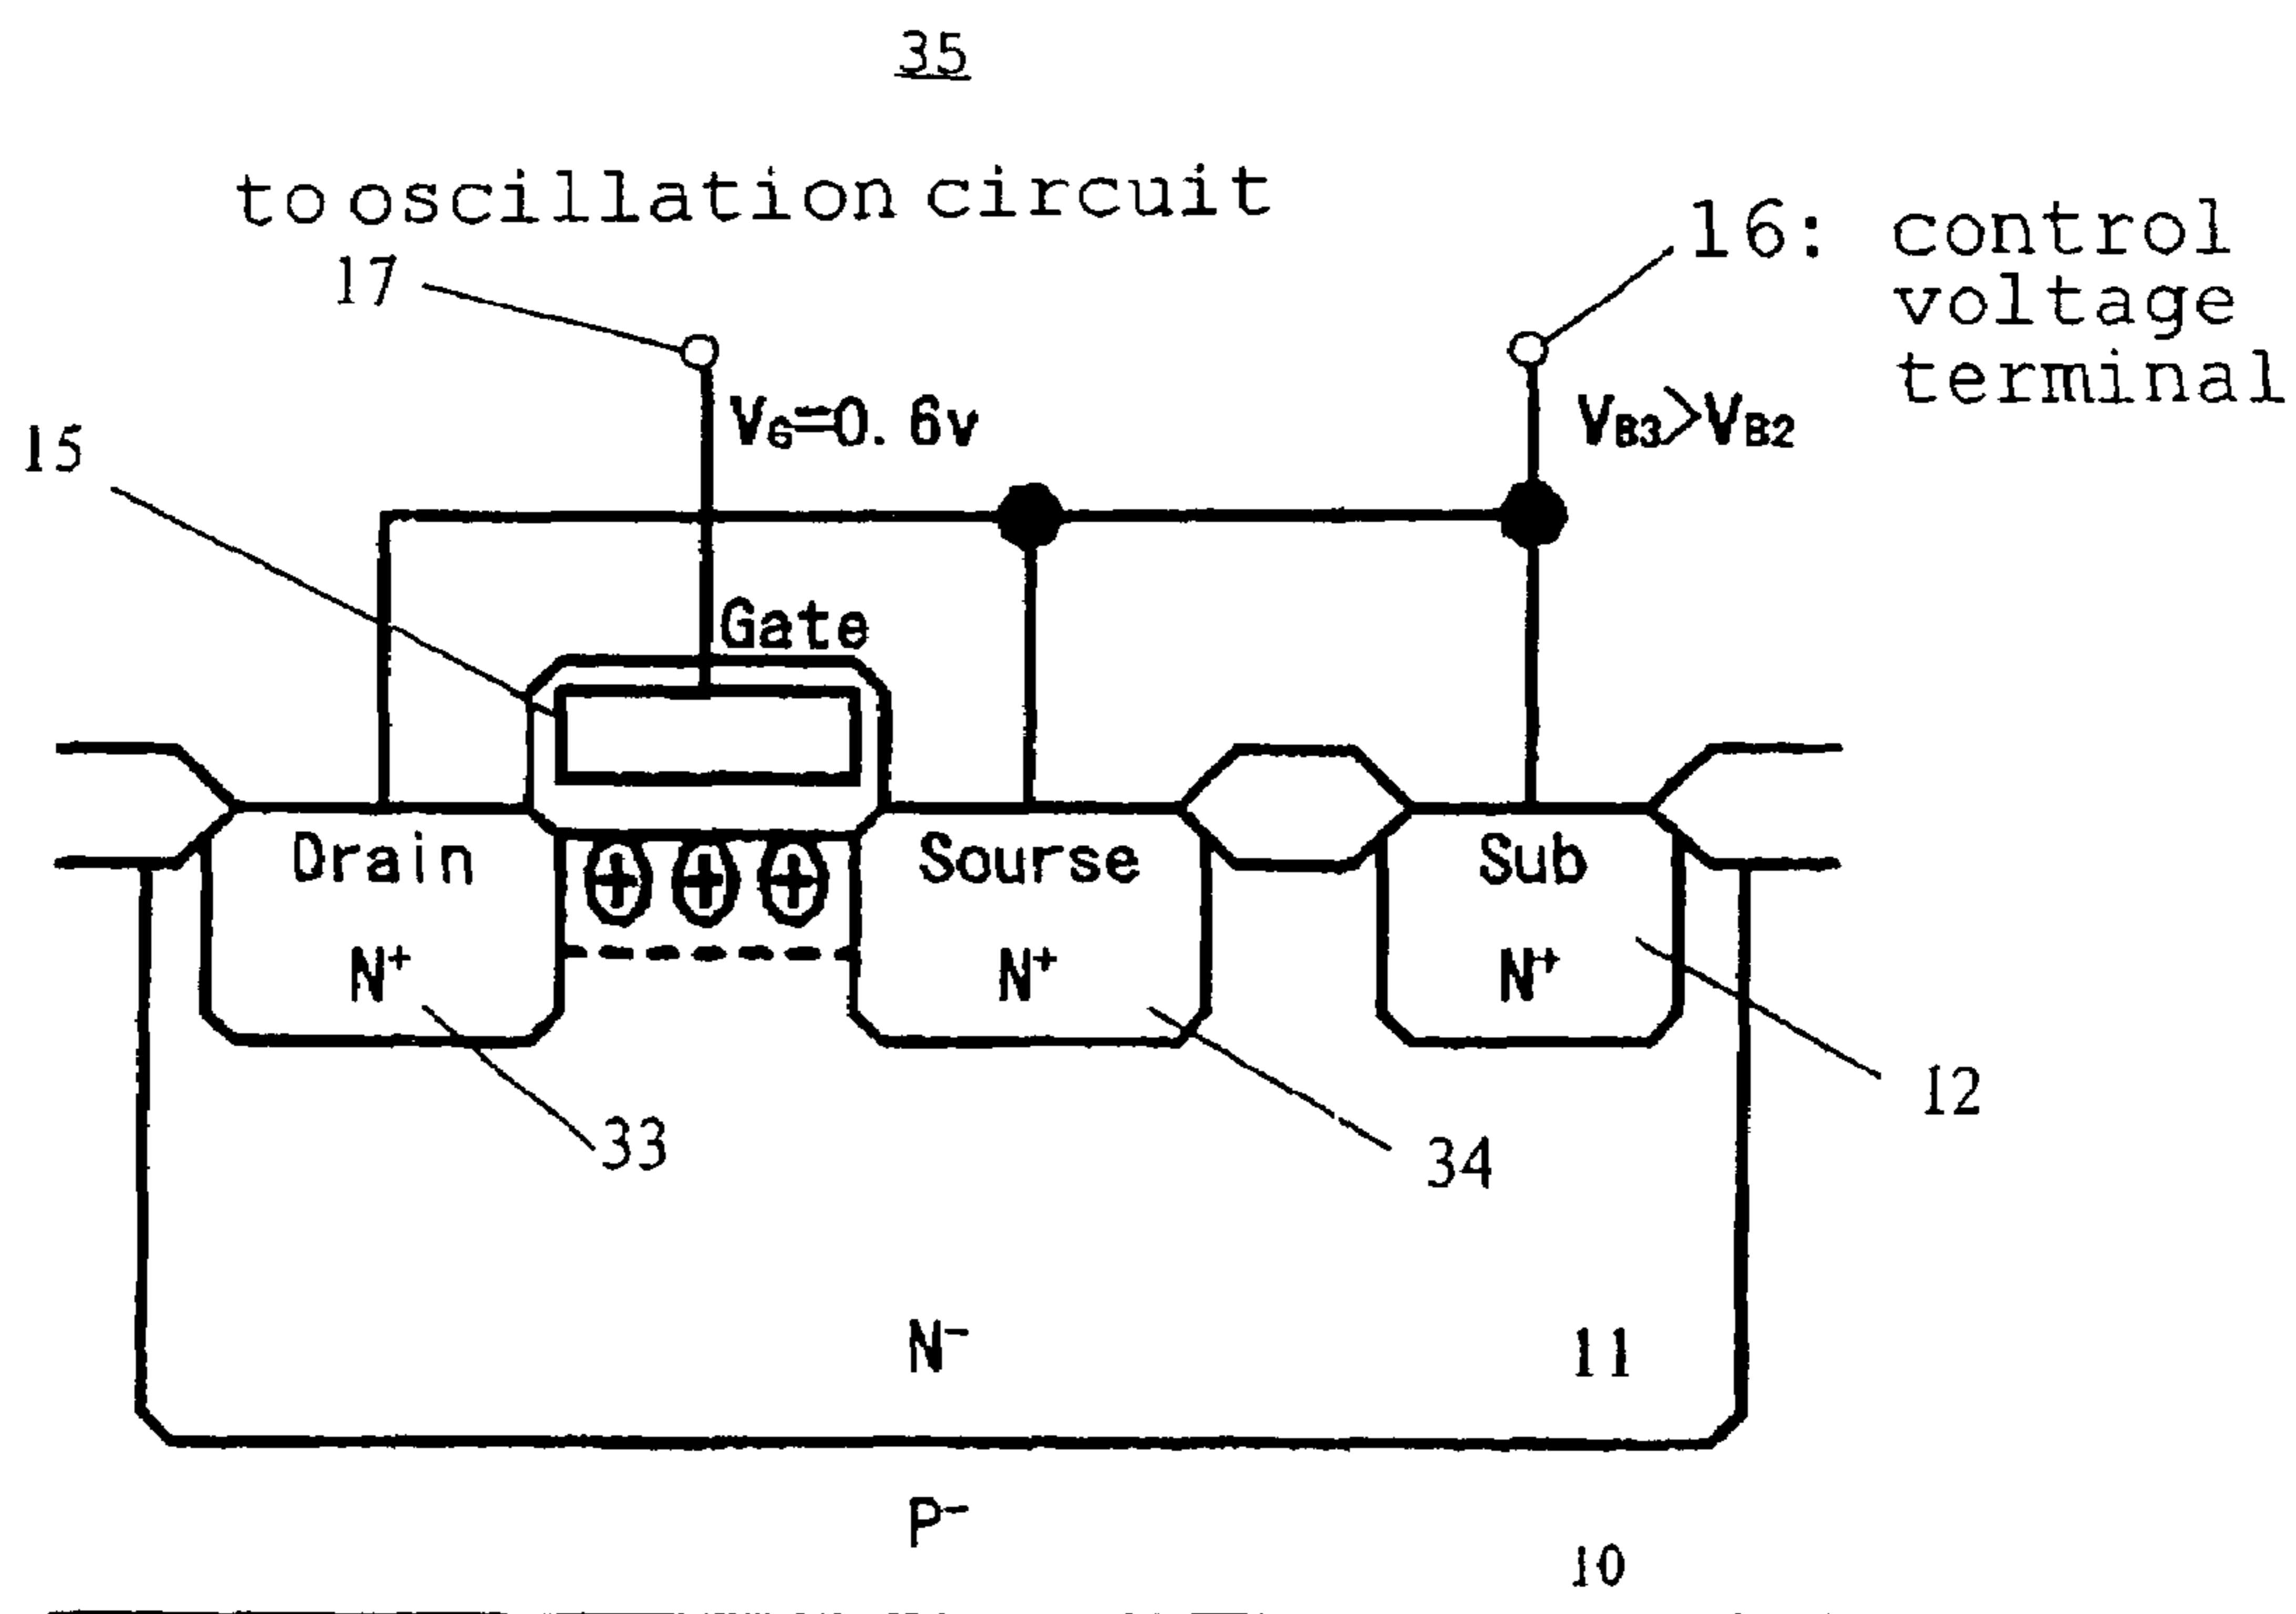 35
to oscillation circuit
17
16: control
voltage
terminal
VG=0.6v
VB3>VB2
15
Gate
Drain
Sourse
Sub
+ + +
N+
N+
N+
12
33
34
N-
11
P-
10